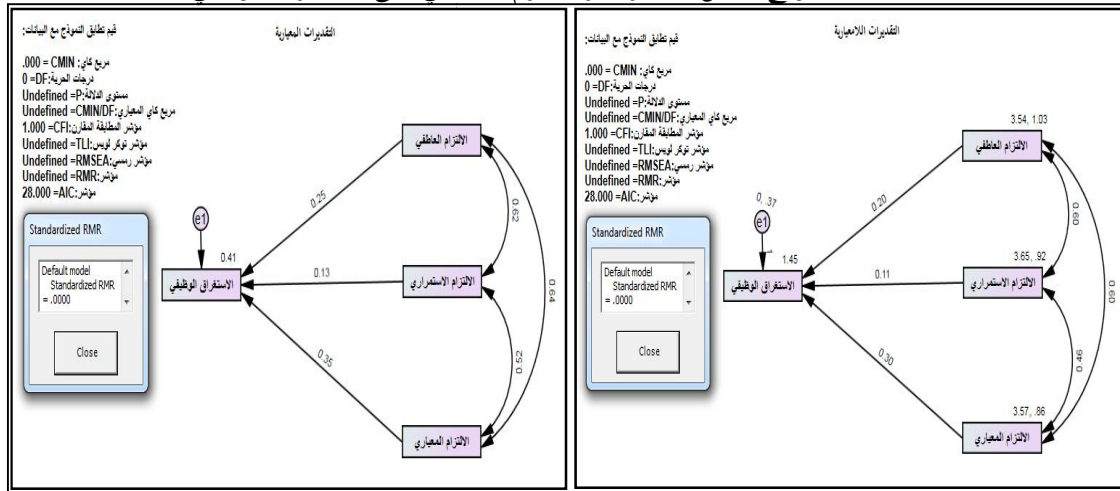 التقديرات المعيارية
قيم تطابق النموذج مع البيانات:
مربع كاي: CMIN = .000
درجات الحرية:DF= 0
مستوى الدلالة:P= Undefined
مربع كاي المعياري:CMIN/DF= Undefined
مؤشر المطابقة المقارن:CFI= 1.000
مؤشر توكر لويس:TLI= Undefined
مؤشر رمسي:RMSEA= Undefined
مؤشر:RMR= Undefined
مؤشر:AIC= 28.000
Standardized RMR
Default model
Standardized RMR
= .0000
Close
e1
0.41
الاستغراق الوظيفي
الالتزام العاطفي
الالتزام الاستمراري
الالتزام المعياري
0.25
0.13
0.35
0.62
0.52
0.64
التقديرات اللامعيارية
قيم تطابق النموذج مع البيانات:
مربع كاي: CMIN = .000
درجات الحرية:DF= 0
مستوى الدلالة:P= Undefined
مربع كاي المعياري:CMIN/DF= Undefined
مؤشر المطابقة المقارن:CFI= 1.000
مؤشر توكر لويس:TLI= Undefined
مؤشر رمسي:RMSEA= Undefined
مؤشر:RMR= Undefined
مؤشر:AIC= 28.000
Standardized RMR
Default model
Standardized RMR
= .0000
Close
0, .37
e1
1
1.45
الاستغراق الوظيفي
3.54, 1.03
الالتزام العاطفي
3.65, .92
الالتزام الاستمراري
3.57, .86
الالتزام المعياري
0.20
0.11
0.30
0.60
0.46
0.60